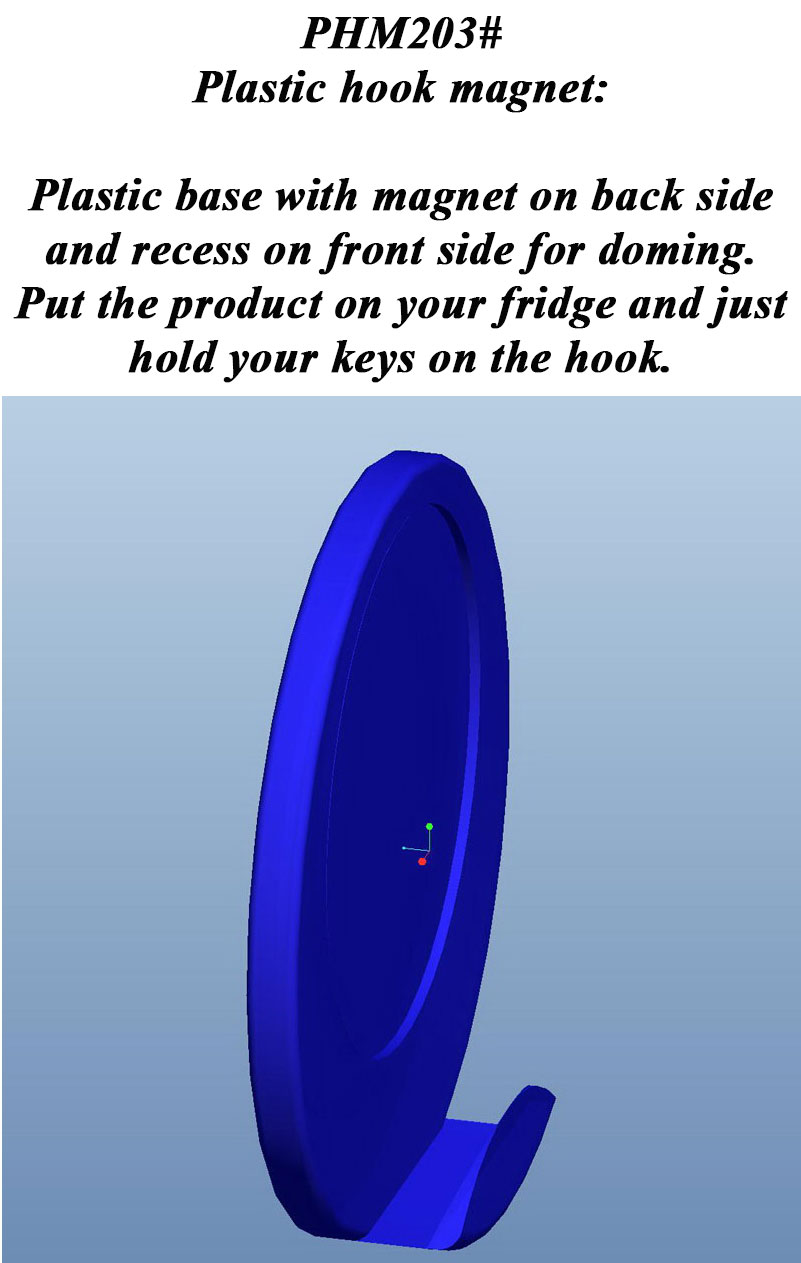 PHM203#
Plastic hook magnet:
Plastic base with magnet on back side
and recess on front side for doming.
Put the product on your fridge and just
hold your keys on the hook.